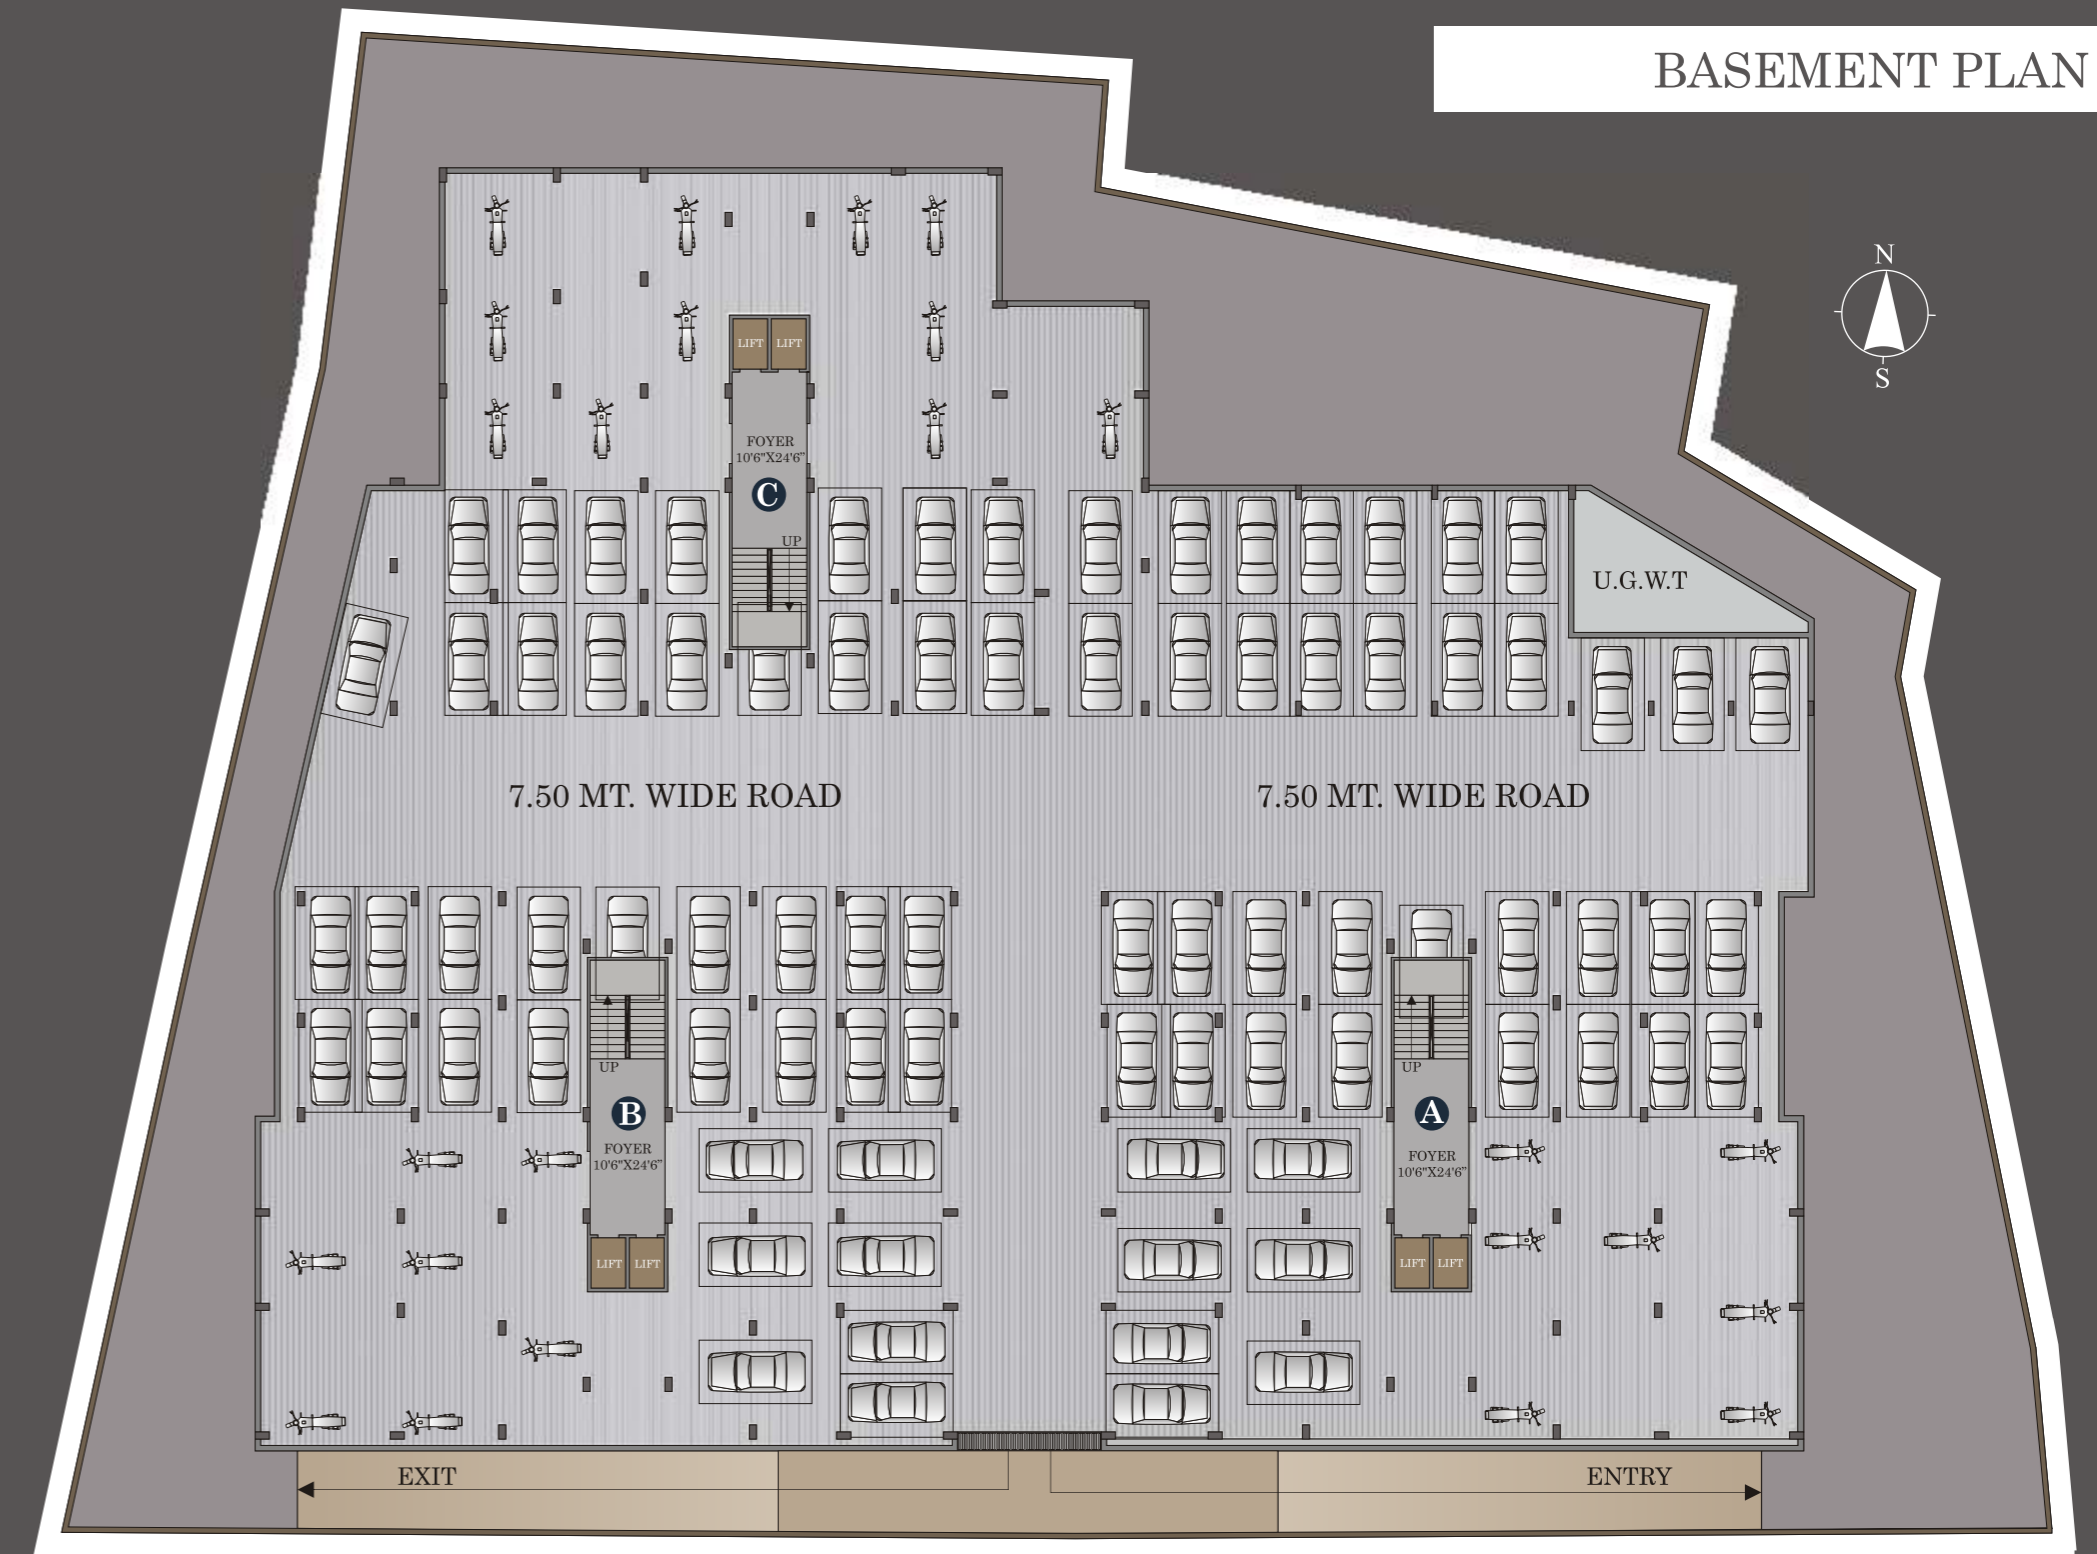 BASEMENT PLAN
N
S
LIFT LIFT
FOYER
10'6"X24'6"
C
UP
U.G.W.T
7.50 MT. WIDE ROAD
7.50 MT. WIDE ROAD
UP
B
FOYER
10'6"X24'6"
LIFT LIFT
UP
A
FOYER
10'6"X24'6"
LIFT LIFT
EXIT
ENTRY